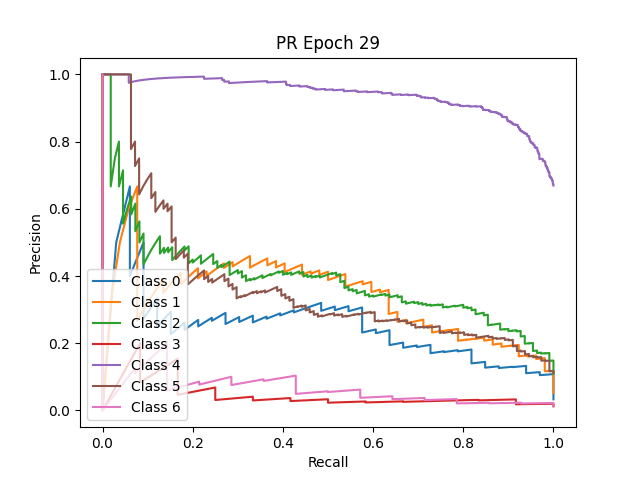 PR Epoch 29
Precision
1.0
0.8
0.6
0.4
0.2
0.0
Class 0
Class 1
Class 2
Class 3
Class 4
Class 5
Class 6
0.0 0.2 0.4 0.6 0.8 1.0
Recall